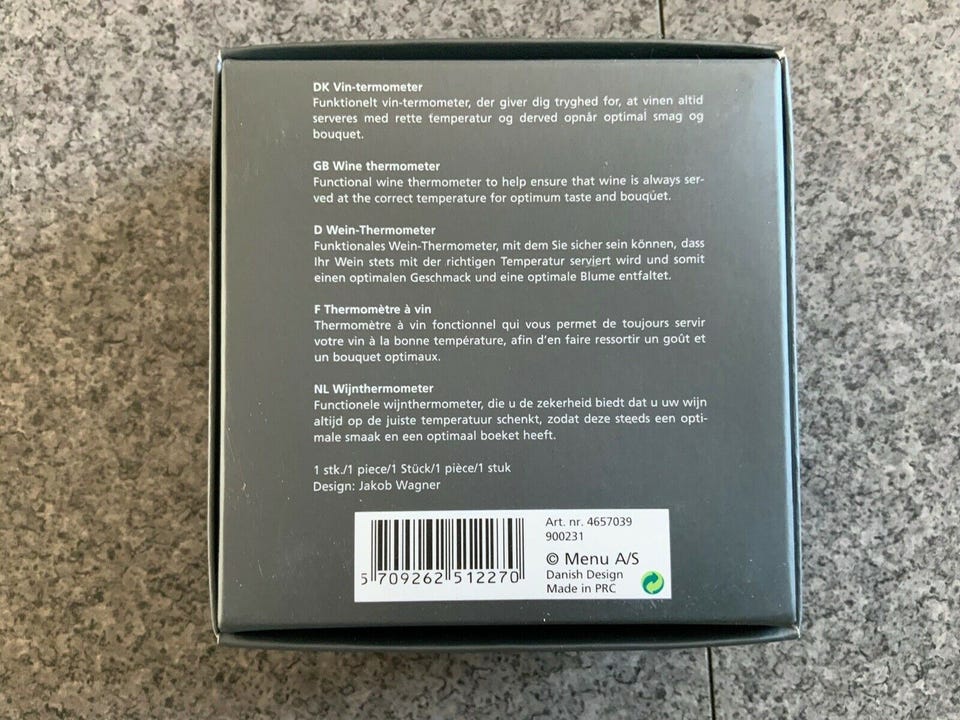 DK Vin-termometer
Funktionelt vin-termometer, der giver dig tryghed for, at vinen altid
serveres med rette temperatur og derved opnår optimal smag og
bouquet.
GB Wine thermometer
Functional wine thermometer to help ensure that wine is always ser-
ved at the correct temperature for optimum taste and bouquet.
D Wein-Thermometer
Funktionales Wein-Thermometer, mit dem Sie sicher sein können, dass
Ihr Wein stets mit der richtigen Temperatur serviert wird und somit
einen optimalen Geschmack und eine optimale Blume entfaltet.
F Thermomètre à vin
Thermomètre à vin fonctionnel qui vous permet de toujours servir
votre vin à la bonne température, afin d'en faire ressortir un goût et
un bouquet optimaux.
NL Wijnthermometer
Functionele wijnthermometer, die u de zekerheid biedt dat u uw wijn
altijd op de juiste temperatuur schenkt, zodat deze steeds een opti-
male smaak en een optimaal boeket heeft.
1 stk./1 piece/1 Stück/1 pièce/1 stuk
Design: Jakob Wagner
Art. nr. 4657039
900231
© Menu A/S
Danish Design
Made in PRC
5 709262 512270